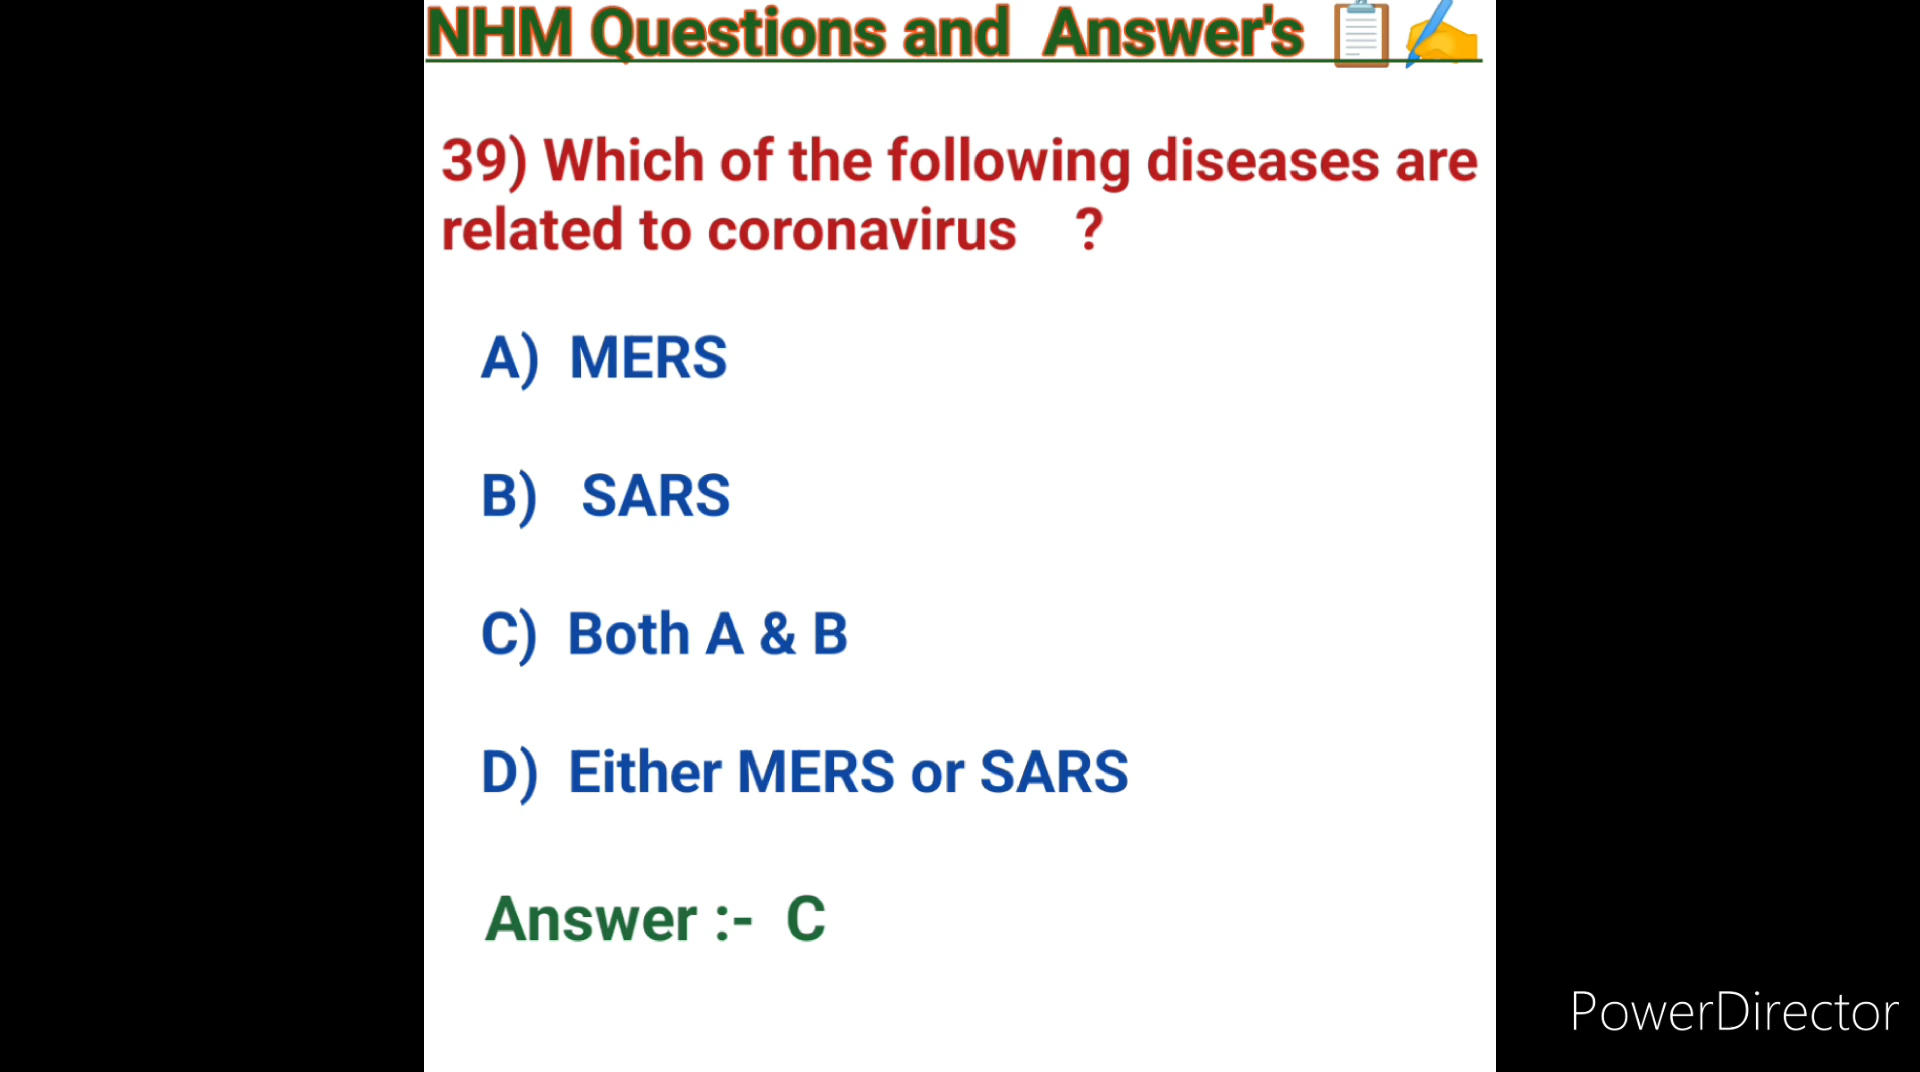 NHM Questions and Answer's 📋✍️
39) Which of the following diseases are
related to coronavirus ?
A) MERS
B) SARS
C) Both A & B
D) Either MERS or SARS
Answer :- C
PowerDirector